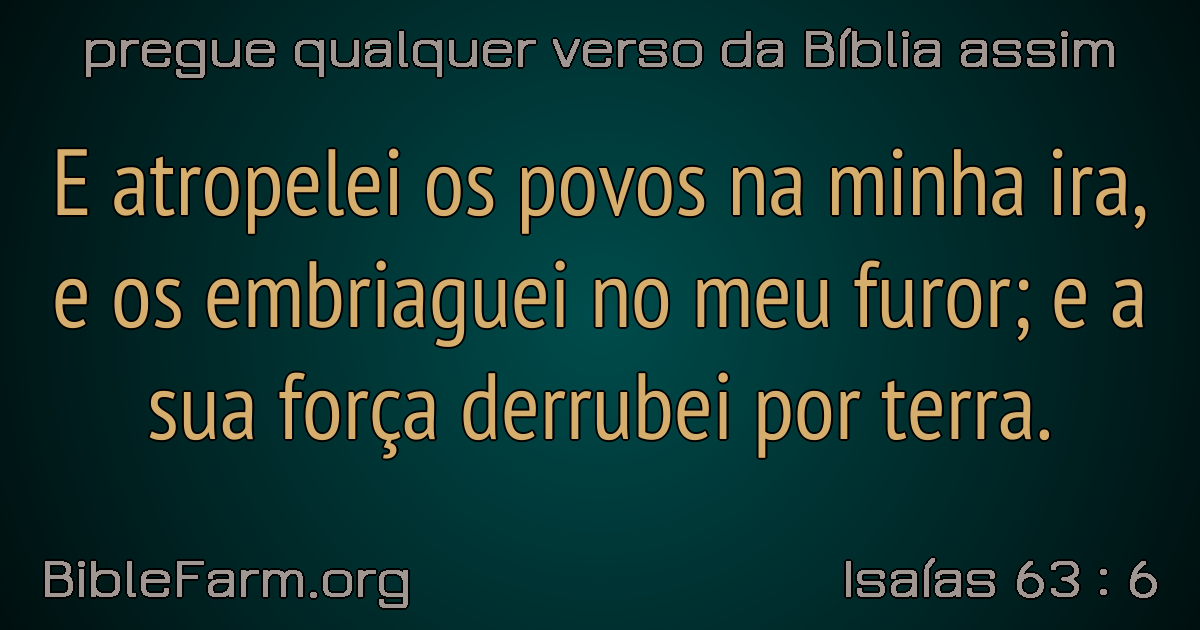 pregue qualquer verso da Bíblia assim
E atropelei os povos na minha ira,
e os embriaguei no meu furor; e a
sua força derrubei por terra.
BibleFarm.org
Isaías 63 : 6